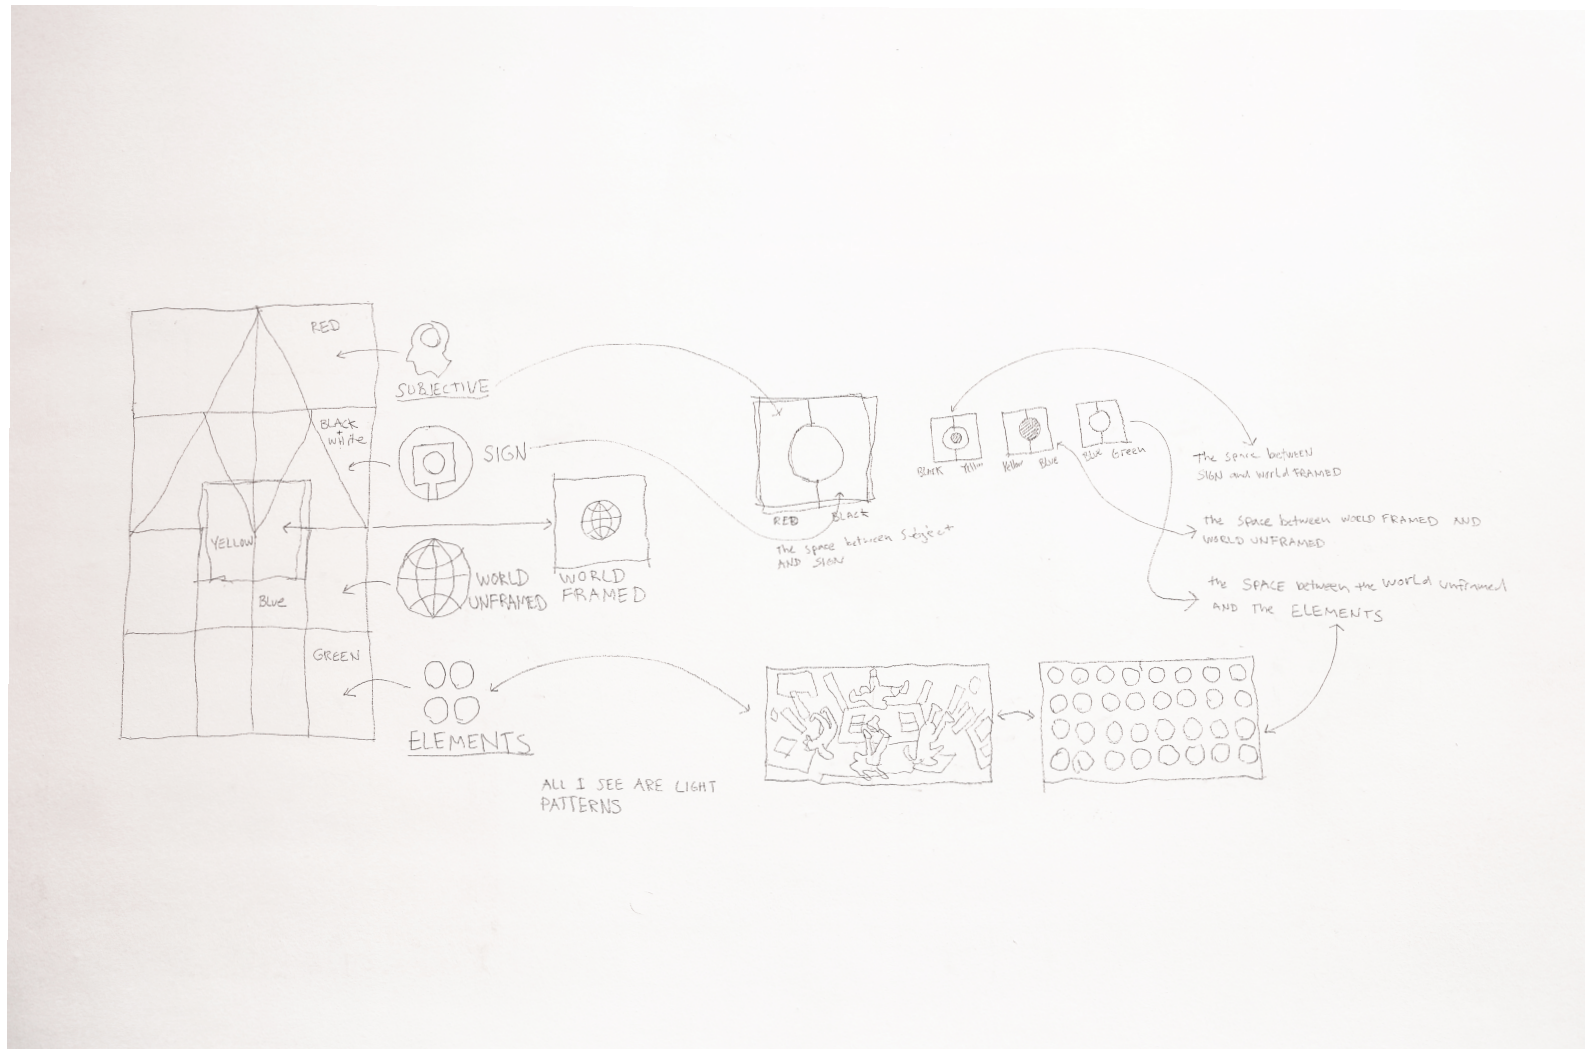 RED
SUBJECTIVE
BLACK
+
White
SIGN
YELLOW
Blue
WORLD
UNFRAMED
WORLD
FRAMED
GREEN
ELEMENTS
ALL I SEE ARE LIGHT
PATTERNS
RED BLACK
The space between Subject
AND SIGN
BLACK Yellow
Yellow Blue
BLUE Green
The space between
SIGN and World FRAMED
the Space between WORLD FRAMED AND
WORLD UNFRAMED
the SPACE between the World unframed
AND The ELEMENTS